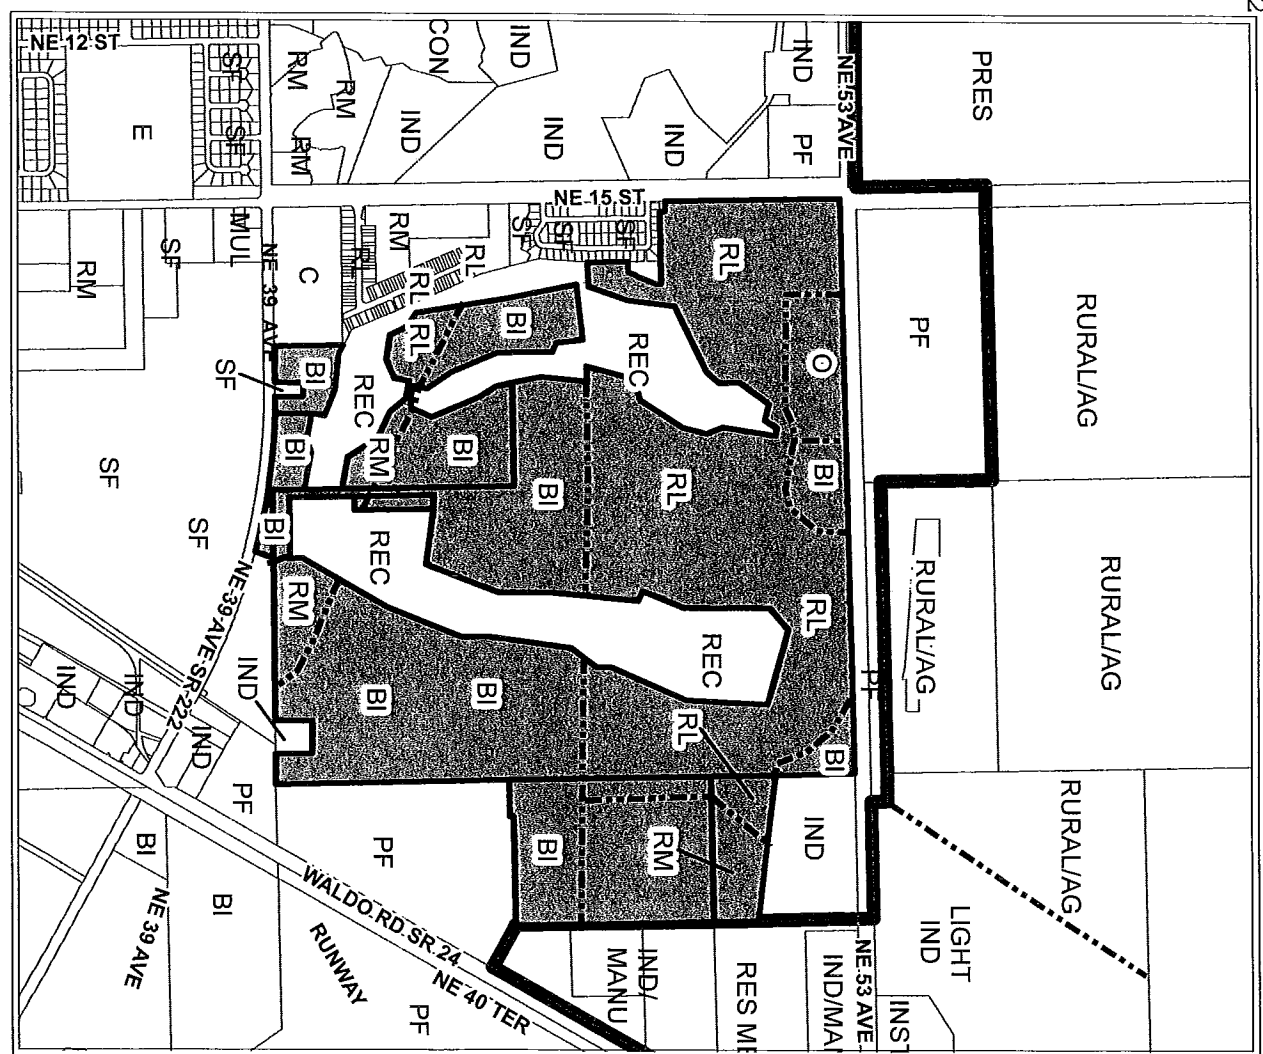 2
NE 12 ST
SF
SF
E
RM
RM
RM
CON
IND
IND
IND
IND
IND
PF
NE 53 AVE
PRES
NE 15 ST
MUL
SF
RM
NE 39 AVE
C
RL
RM
RL
RL
RL
SF
SF
SF
RL
O
PF
RURAL/AG
BI
BI
SF
REC
REC
BI
RM
BI
BI
RL
BI
SF
SF
BI
REC
RM
RL
REC
RURAL/AG
RURAL/AG
PF
NE 39 AVE SR 222
IND
IND
IND
IND
BI
BI
RL
BI
PF
BI
BI
PF
BI
RM
IND
RURAL/AG
LIGHT
IND
WALDO RD SR 24
NE 39 AVE
RUNWAY
NE 40 TER
PF
IND/
MANU
RES ME
IND/MAN
NE 53 AVE
INST